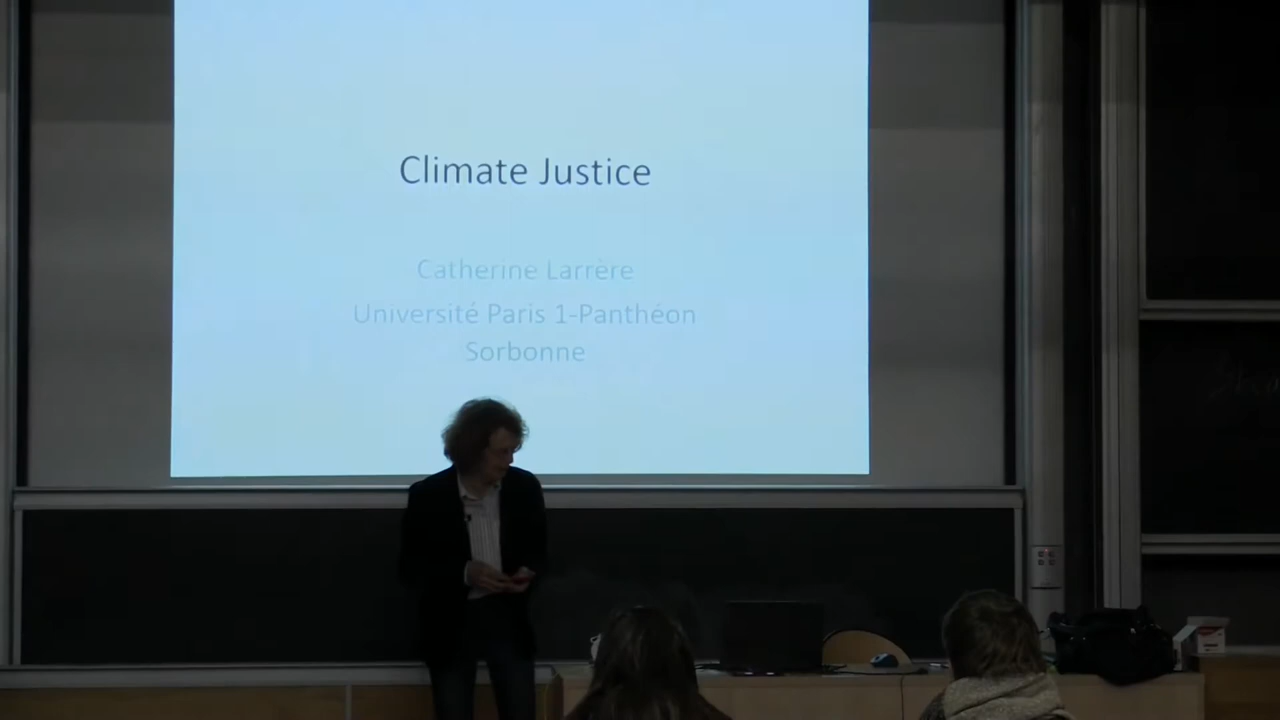 Climate Justice
Catherine Larrère
Université Paris 1-Panthéon
Sorbonne